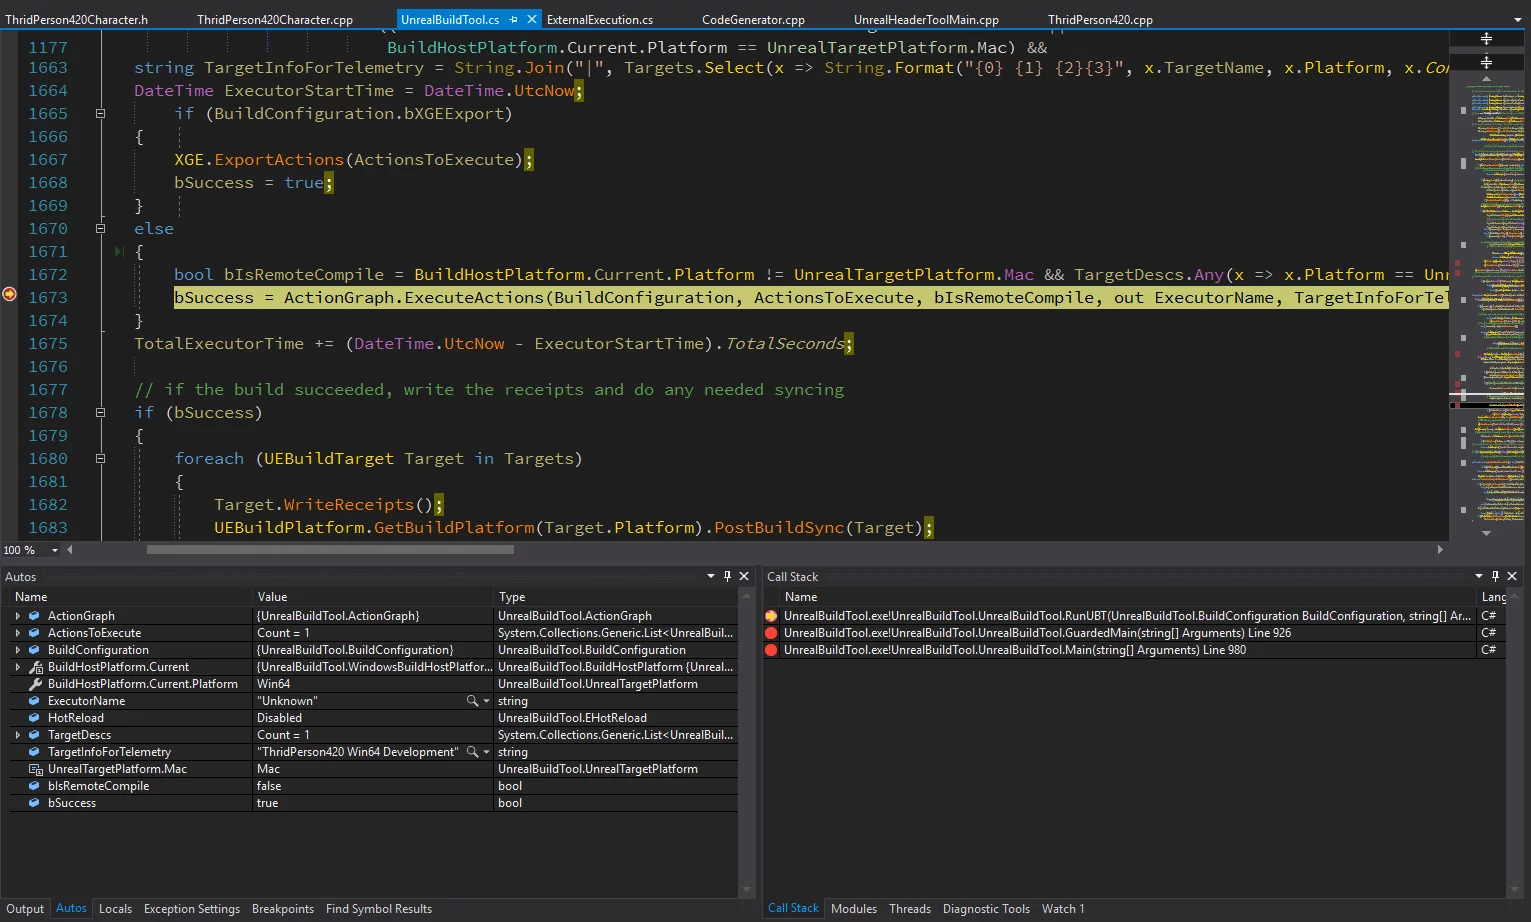 ThridPerson420Character.h ThridPerson420Character.cpp UnrealBuildTool.cs ExternalExecution.cs CodeGenerator.cpp UnrealHeaderToolMain.cpp ThridPerson420.cpp
1177 BuildHostPlatform.Current.Platform == UnrealTargetPlatform.Mac) &&
1663 string TargetInfoForTelemetry = String.Join("|", Targets.Select(x => String.Format("{0} {1} {2}{3}", x.TargetName, x.Platform, x.Co
1664 DateTime ExecutorStartTime = DateTime.UtcNow;
1665 if (BuildConfiguration.bXGEExport)
1666 {
1667 XGE.ExportActions(ActionsToExecute);
1668 bSuccess = true;
1669 }
1670 else
1671 {
1672 bool bIsRemoteCompile = BuildHostPlatform.Current.Platform != UnrealTargetPlatform.Mac && TargetDescs.Any(x => x.Platform == Unr
1673 bSuccess = ActionGraph.ExecuteActions(BuildConfiguration, ActionsToExecute, bIsRemoteCompile, out ExecutorName, TargetInfoForTel
1674 }
1675 TotalExecutorTime += (DateTime.UtcNow - ExecutorStartTime).TotalSeconds;
1676
1677 // if the build succeeded, write the receipts and do any needed syncing
1678 if (bSuccess)
1679 {
1680 foreach (UEBuildTarget Target in Targets)
1681 {
1682 Target.WriteReceipts();
1683 UEBuildPlatform.GetBuildPlatform(Target.Platform).PostBuildSync(Target);
100 %
Autos
Name Value Type
ActionGraph {UnrealBuildTool.ActionGraph} UnrealBuildTool.ActionGraph
ActionsToExecute Count = 1 System.Collections.Generic.List<UnrealBuil...
BuildConfiguration {UnrealBuildTool.BuildConfiguration} UnrealBuildTool.BuildConfiguration
BuildHostPlatform.Current {UnrealBuildTool.WindowsBuildHostPlatfor... UnrealBuildTool.BuildHostPlatform {Unreal...
BuildHostPlatform.Current.Platform Win64 UnrealBuildTool.UnrealTargetPlatform
ExecutorName "Unknown" string
HotReload Disabled UnrealBuildTool.EHotReload
TargetDescs Count = 1 System.Collections.Generic.List<UnrealBuil...
TargetInfoForTelemetry "ThridPerson420 Win64 Development" string
UnrealTargetPlatform.Mac Mac UnrealBuildTool.UnrealTargetPlatform
bIsRemoteCompile false bool
bSuccess true bool
Output Autos Locals Exception Settings Breakpoints Find Symbol Results
Call Stack
Name Lang
UnrealBuildTool.exe!UnrealBuildTool.UnrealBuildTool.RunUBT(UnrealBuildTool.BuildConfiguration BuildConfiguration, string[] Ar... C#
UnrealBuildTool.exe!UnrealBuildTool.UnrealBuildTool.GuardedMain(string[] Arguments) Line 926 C#
UnrealBuildTool.exe!UnrealBuildTool.UnrealBuildTool.Main(string[] Arguments) Line 980 C#
Call Stack Modules Threads Diagnostic Tools Watch 1